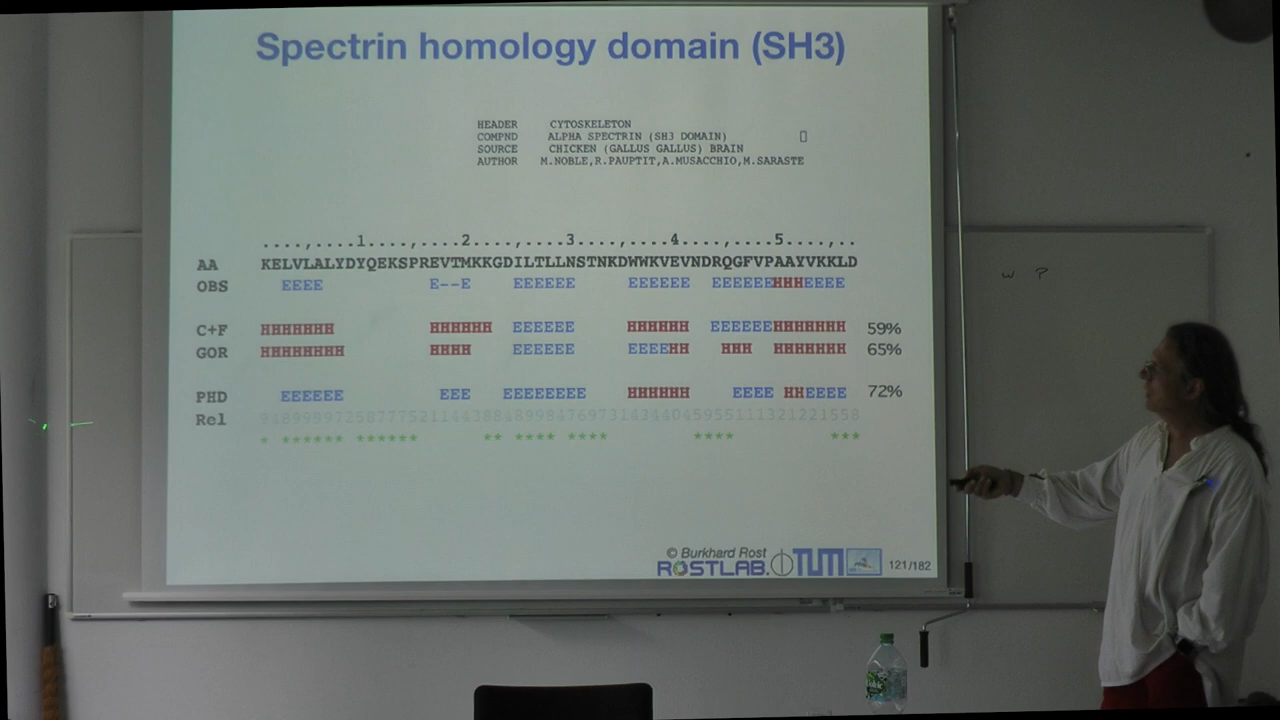 Spectrin homology domain (SH3)
HEADER CYTOSKELETON
COMPND ALPHA SPECTRIN (SH3 DOMAIN)
SOURCE CHICKEN (GALLUS GALLUS) BRAIN
AUTHOR M.NOBLE,R.PAUPTIT,A.MUSACCHIO,M.SARASTE
....,....1....,....2....,....3....,....4....,....5....,..
AA KELVLALYDYQEKSPREVTMKKGDILTLLNSTNKDWWKVEVNDRQGFVPAAYVKKLD
OBS EEEE E--E EEEEEE EEEEEE EEEEEEHHHEEEE
C+F HHHHHHH HHHHHH EEEEEE HHHHHH EEEEEEHHHHHHH 59%
GOR HHHHHHHH HHHH EEEEEE EEEEHH HHH HHHHHHH 65%
PHD EEEEEE EEE EEEEEEEE HHHHHH EEEE HHEEEE 72%
Rel
* ****** ****** ** **** **** **** ***
© Burkhard Rost
ROSTLAB. TUM 121/182
W ?